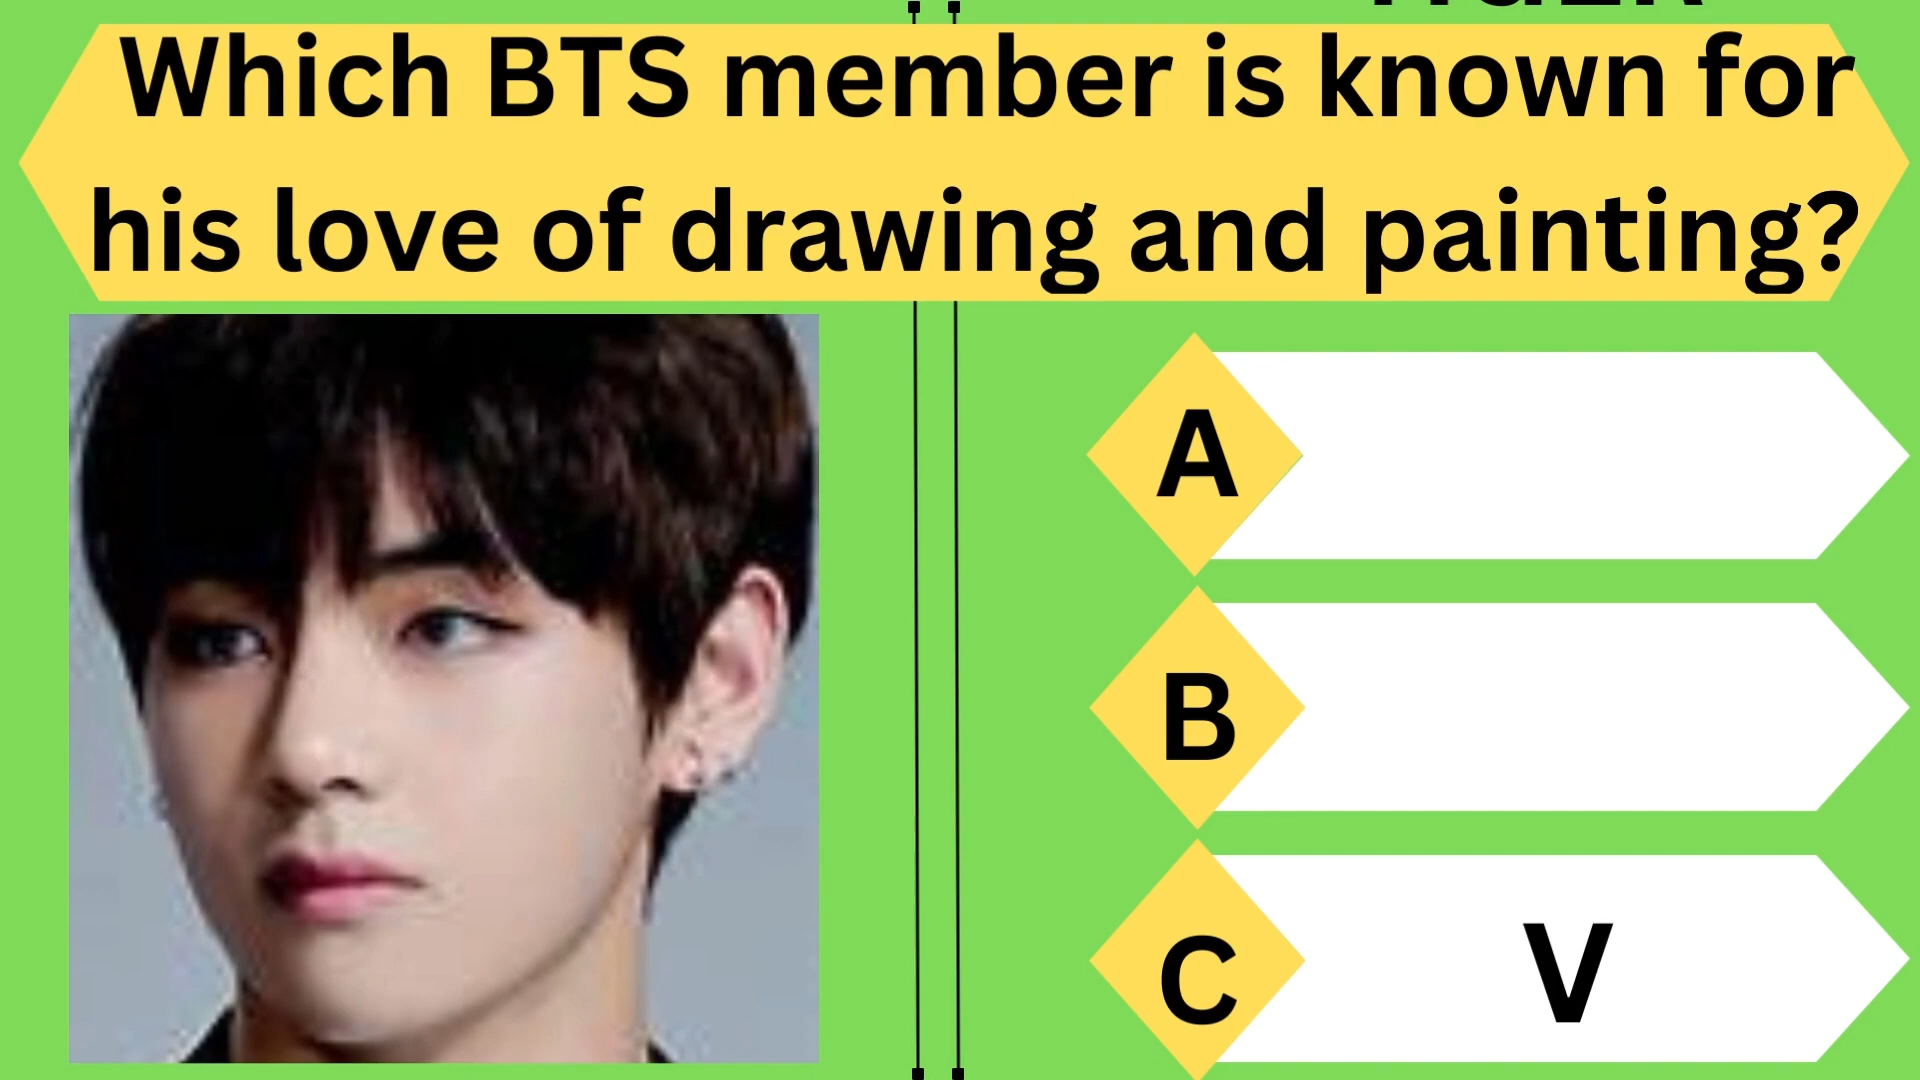 Which BTS member is known for
his love of drawing and painting?
A
B
C V